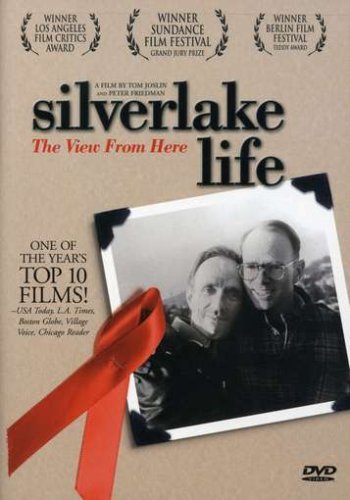 WINNER
LOS ANGELES
FILM CRITICS
AWARD
WINNER
SUNDANCE
FILM FESTIVAL
GRAND JURY PRIZE
WINNER
BERLIN FILM
FESTIVAL
TEDDY AWARD
A FILM BY TOM JOSLIN
AND PETER FRIEDMAN
silverlake
The View From Here
life
ONE OF
THE YEAR'S
TOP 10
FILMS!
–USA Today, L.A. Times,
Boston Globe, Village
Voice, Chicago Reader
DVD
VIDEO